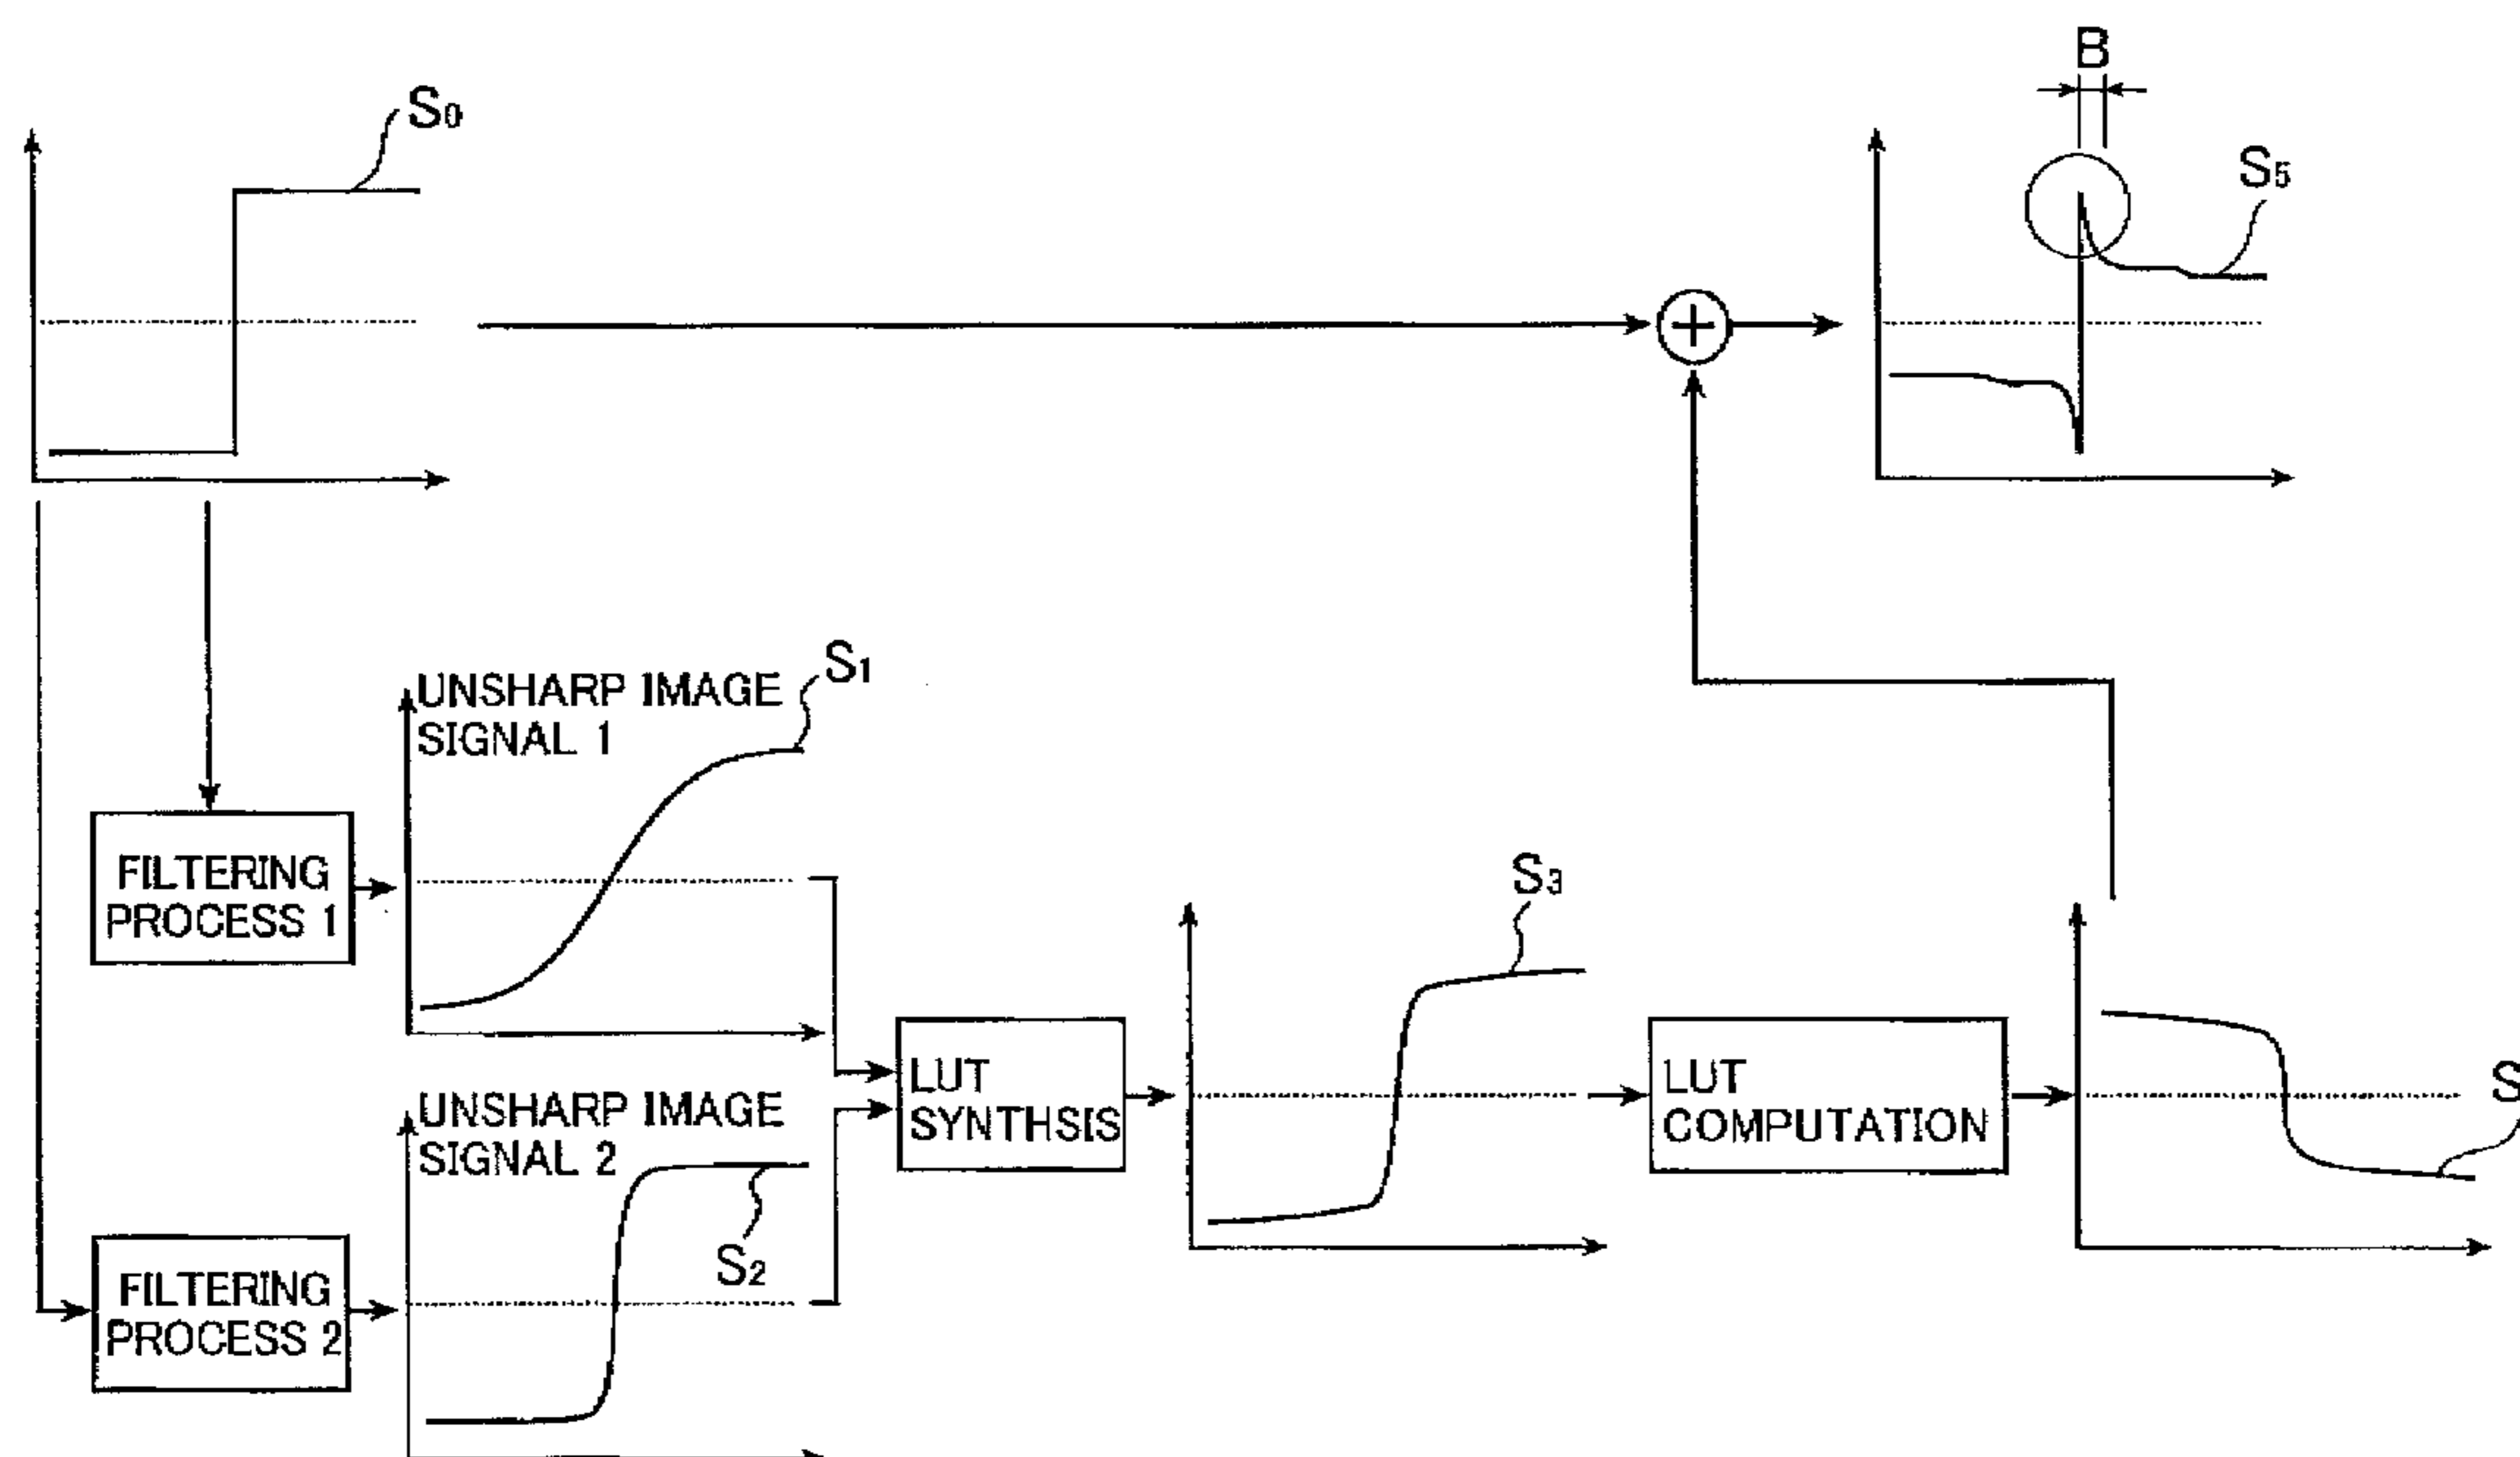 B
S0
S5
UNSHARP IMAGE
SIGNAL 1
S1
FILTERING
PROCESS 1
S3
UNSHARP IMAGE
SIGNAL 2
S2
LUT
SYNTHSIS
LUT
COMPUTATION
S
FILTERING
PROCESS 2